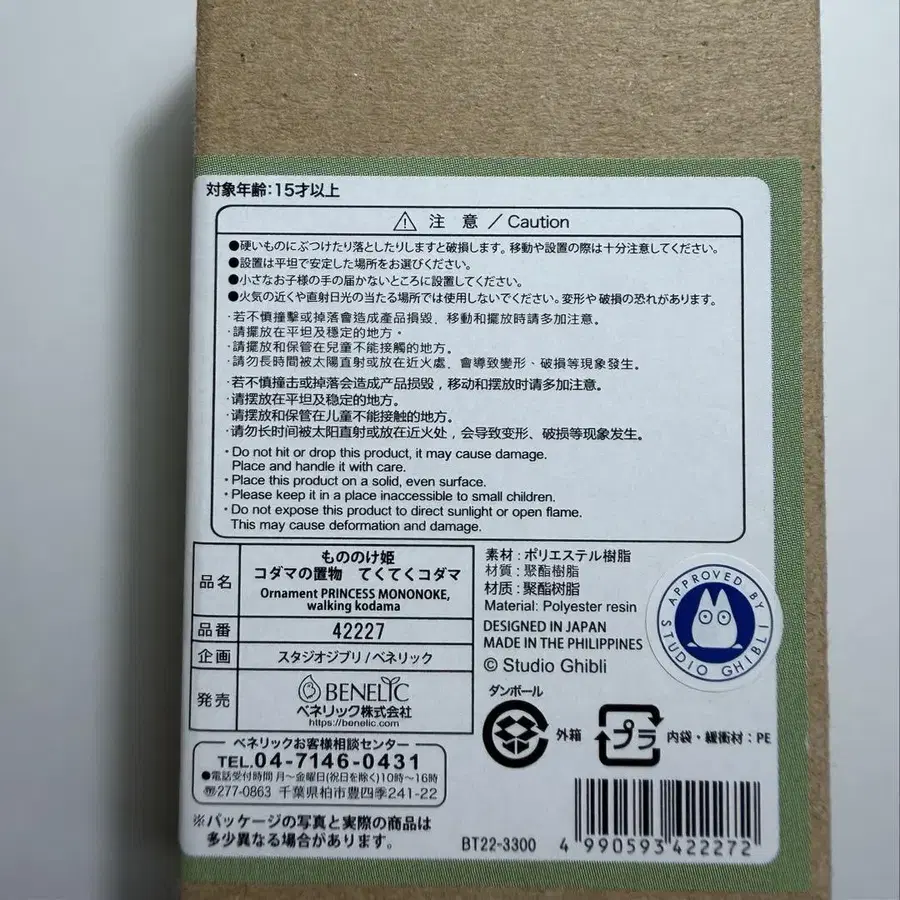 対象年齢：15才以上
⚠ 注 意 / Caution
●硬いものにぶつけたり落としたりしますと破損します。移動や設置の際は十分注意してください。
●設置は平坦で安定した場所をお選びください。
●小さなお子様の手の届かないところに設置してください。
●火気の近くや直射日光の当たる場所では使用しないでください。変形や破損の恐れがあります。
·若不慎撞擊或掉落會造成產品損毀、移動和擺放時請多加注意。
·請擺放在平坦及穩定的地方。
·請擺放和保管在兒童不能接觸的地方。
·請勿長時間被太陽直射或放在近火處、會導致變形、破損等現象發生。
·若不慎撞击或掉落会造成产品损毁，移动和摆放时请多加注意。
·请摆放在平坦及稳定的地方。
·请摆放和保管在儿童不能接触的地方。
·请勿长时间被太阳直射或放在近火处，会导致变形、破损等现象发生。
・Do not hit or drop this product, it may cause damage.
Place and handle it with care.
・Place this product on a solid, even surface.
・Please keep it in a place inaccessible to small children.
・Do not expose this product to direct sunlight or open flame.
This may cause deformation and damage.
品名
もののけ姫
コダマの置物 てくてくコダマ
Ornament PRINCESS MONONOKE,
walking kodama
品番 42227
企画 スタジオジブリ/ベネリック
発売 BENELIC
ベネリック株式会社
https://benelic.com
ベネリックお客様相談センター
TEL.04-7146-0431
●電話受付時間 月～金曜日(祝日を除く)10時～16時
〒277-0863 千葉県柏市豊四季241-22
※パッケージの写真と実際の商品は
多少異なる場合があります。
素材：ポリエステル樹脂
材質：聚酯樹脂
材质：聚酯树脂
Material: Polyester resin
DESIGNED IN JAPAN
MADE IN THE PHILIPPINES
© Studio Ghibli
APPROVED BY
STUDIO GHIBLI
ダンボール
外箱
プラ
内袋・緩衝材：PE
BT22-3300
4 990593 422272